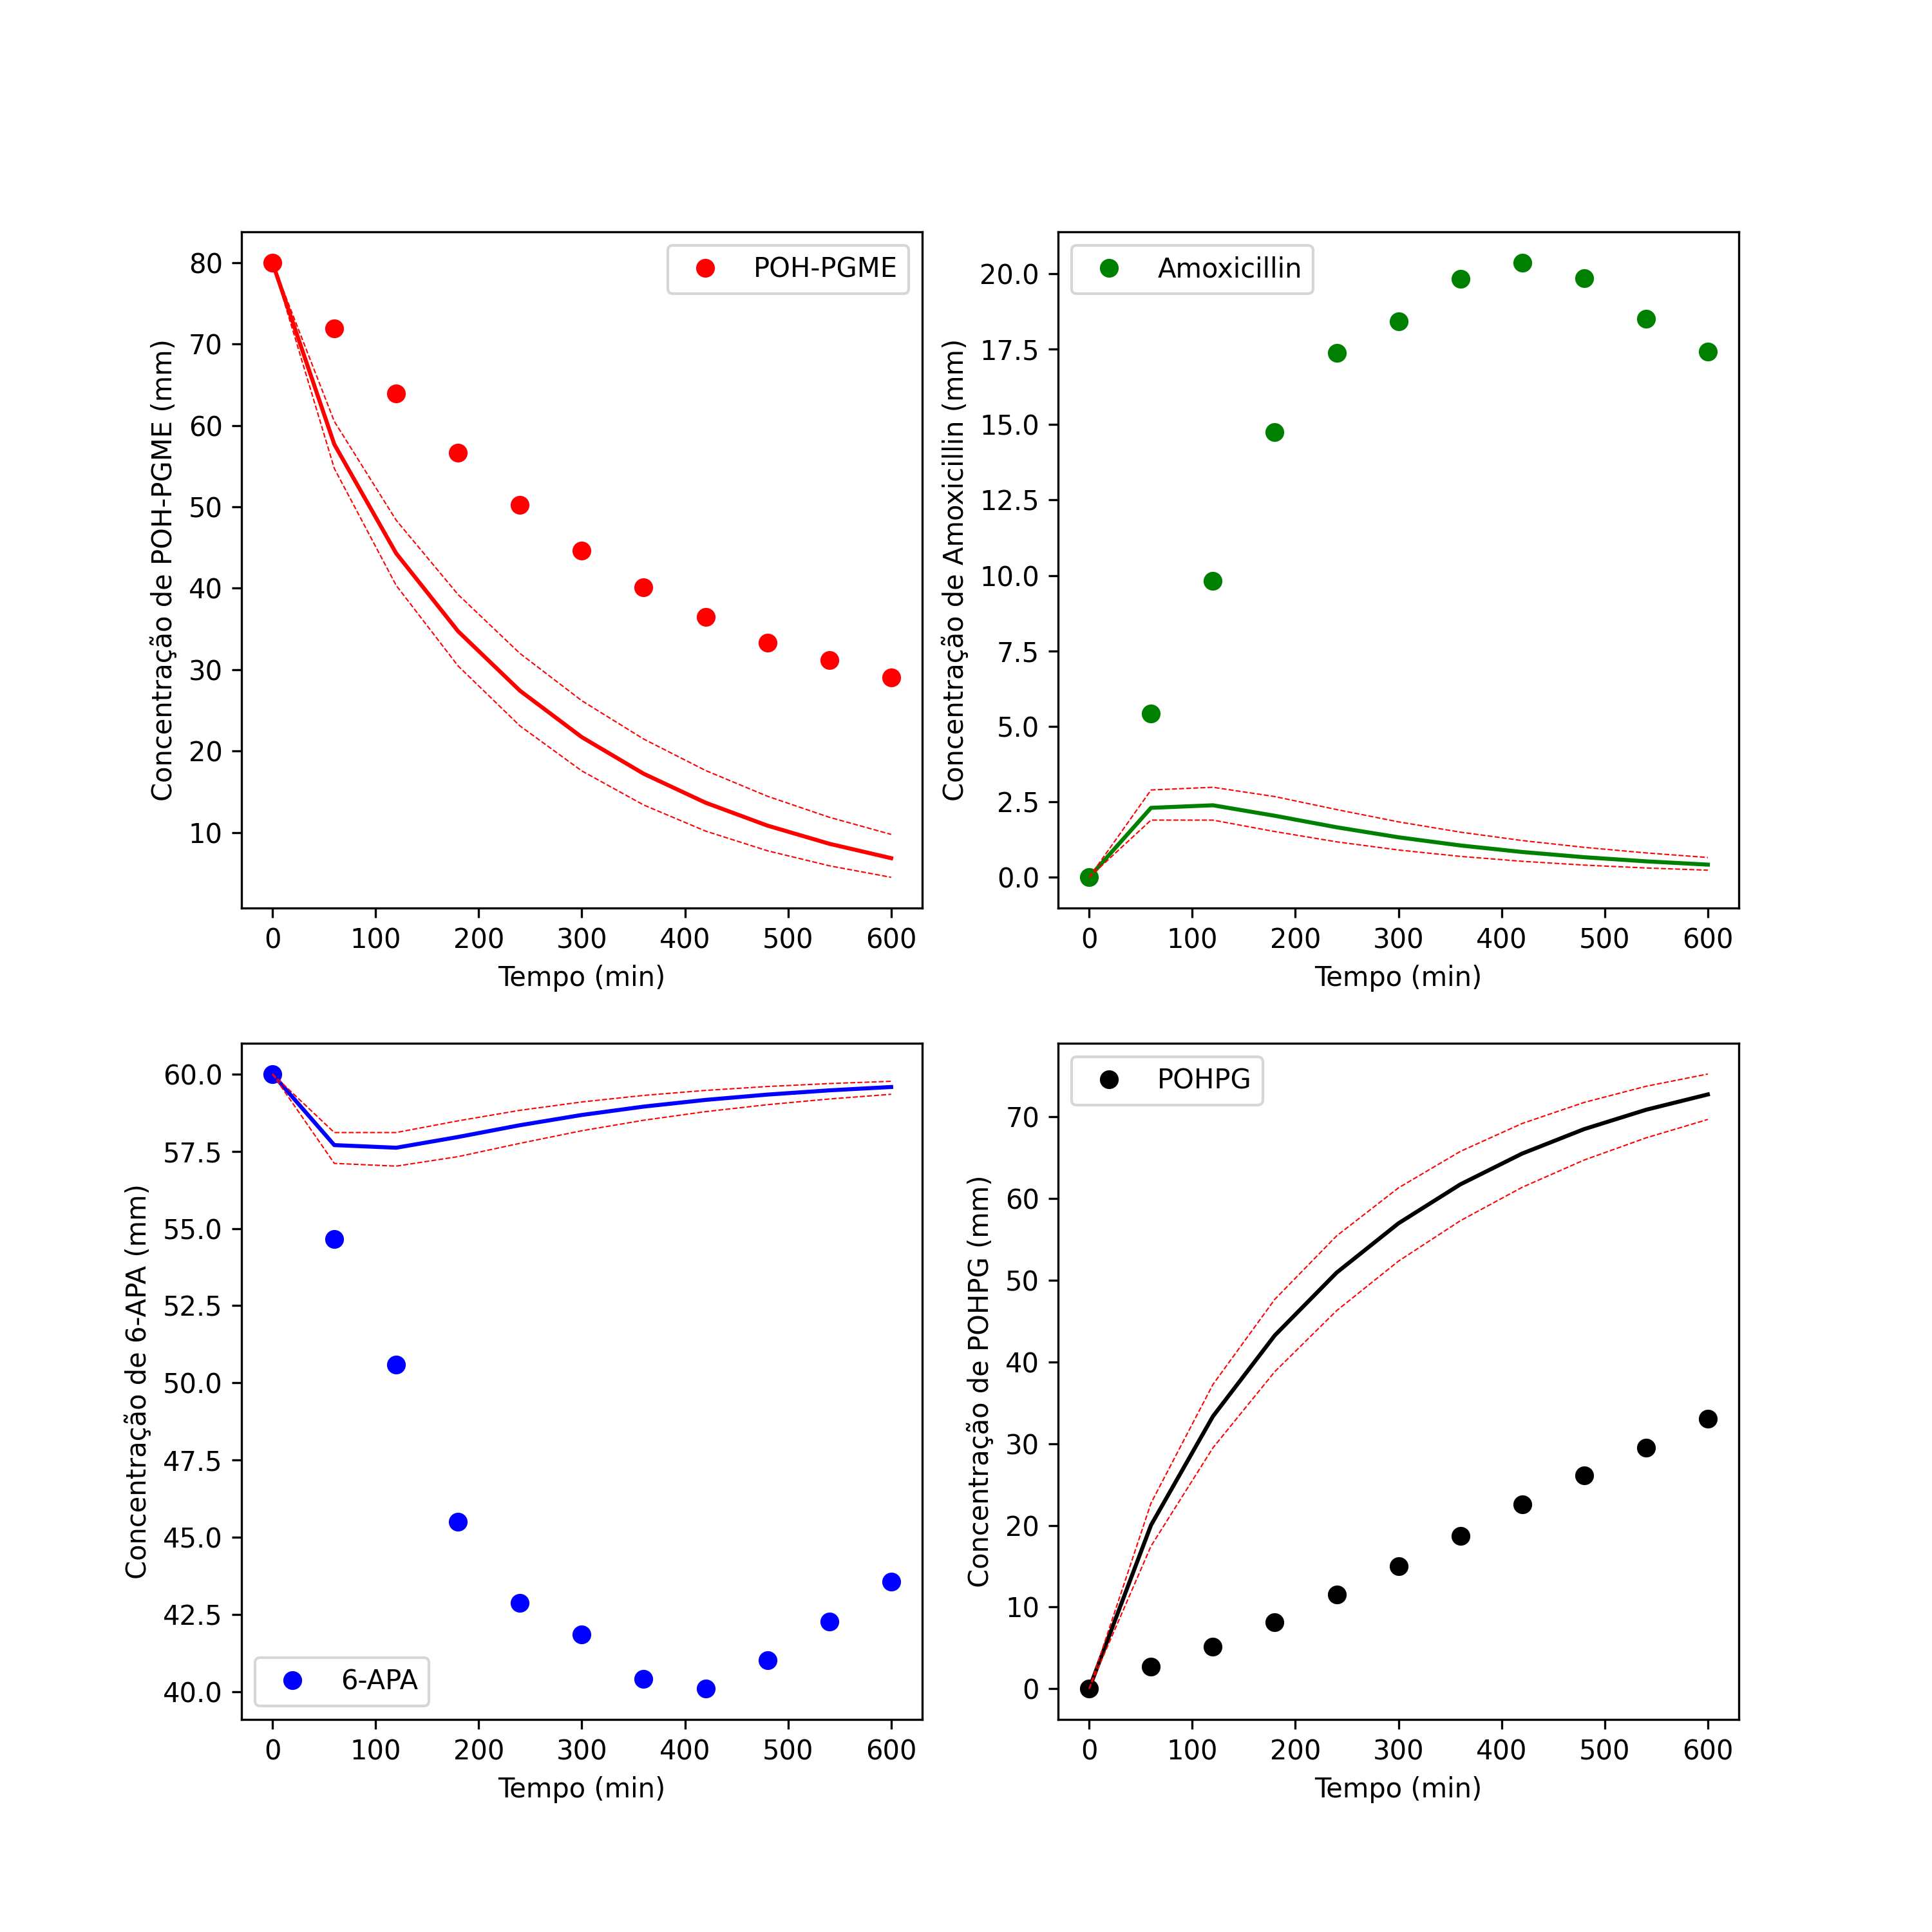 POH-PGME
Concentração de POH-PGME (mm)
80
70
60
50
40
30
20
10
0 100 200 300 400 500 600
Tempo (min)
Amoxicillin
Concentração de Amoxicillin (mm)
20.0
17.5
15.0
12.5
10.0
7.5
5.0
2.5
0.0
0 100 200 300 400 500 600
Tempo (min)
6-APA
Concentração de 6-APA (mm)
60.0
57.5
55.0
52.5
50.0
47.5
45.0
42.5
40.0
0 100 200 300 400 500 600
Tempo (min)
POHPG
Concentração de POHPG (mm)
70
60
50
40
30
20
10
0
0 100 200 300 400 500 600
Tempo (min)